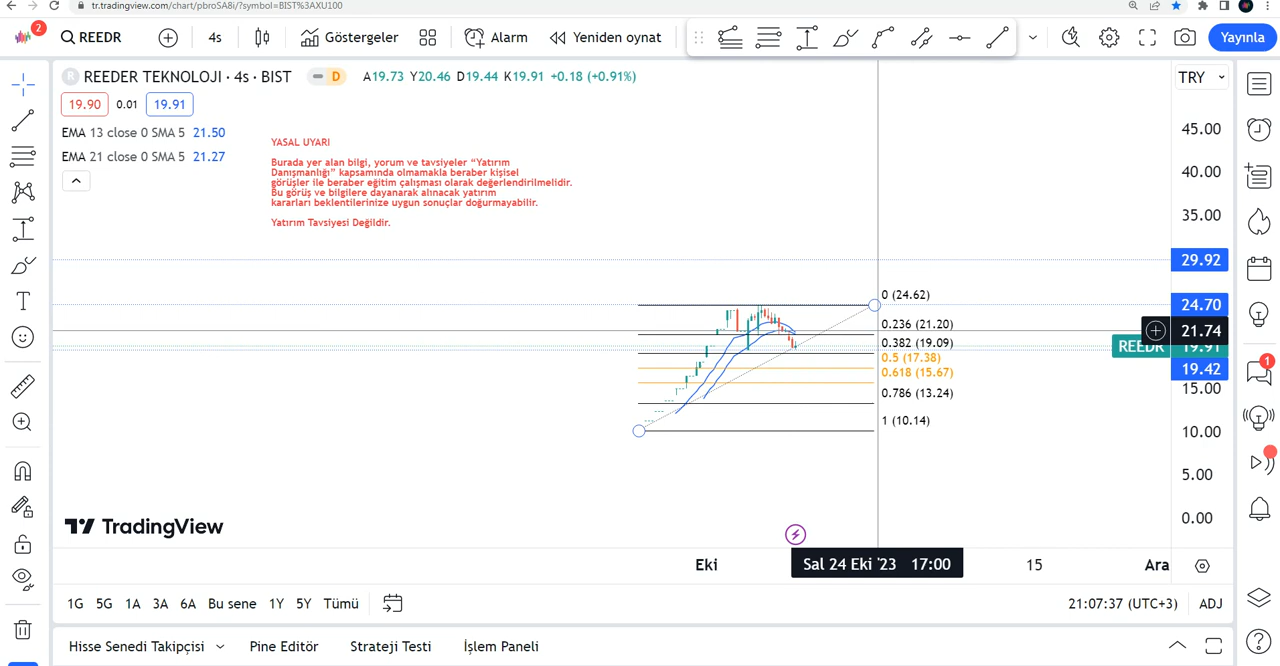 tr.tradingview.com/chart/pbroSA8i/?symbol=BIST%3AXU100
2
REEDR
4s
Göstergeler
Alarm
Yeniden oynat
Yayınla
R
REEDER TEKNOLOJI · 4s · BIST
D
A19.73 Y20.46 D19.44 K19.91 +0.18 (+0.91%)
TRY
19.90
0.01
19.91
EMA 13 close 0 SMA 5 21.50
EMA 21 close 0 SMA 5 21.27
YASAL UYARI
Burada yer alan bilgi, yorum ve tavsiyeler “Yatırım
Danışmanlığı” kapsamında olmamakla beraber kişisel
görüşler ile beraber eğitim çalışması olarak değerlendirilmelidir.
Bu görüş ve bilgilere dayanarak alınacak yatırım
kararları beklentilerinize uygun sonuçlar doğurmayabilir.
Yatırım Tavsiyesi Değildir.
45.00
40.00
35.00
29.92
24.70
21.74
REEDR 19.91
19.42
15.00
10.00
5.00
0.00
0 (24.62)
0.236 (21.20)
0.382 (19.09)
0.5 (17.38)
0.618 (15.67)
0.786 (13.24)
1 (10.14)
1
TradingView
Eki
Sal 24 Eki '23 17:00
15
Ara
1G 5G 1A 3A 6A Bu sene 1Y 5Y Tümü
21:07:37 (UTC+3)
ADJ
Hisse Senedi Takipçisi
Pine Editör
Strateji Testi
İşlem Paneli